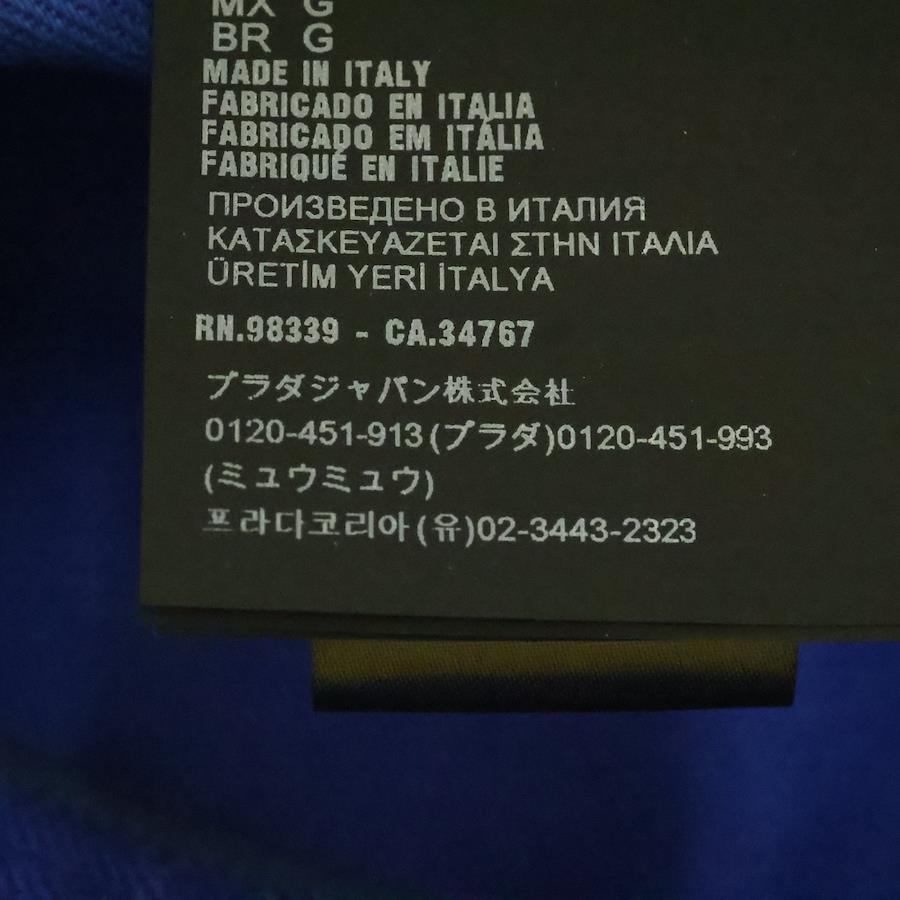 MX G
BR G
MADE IN ITALY
FABRICADO EN ITALIA
FABRICADO EM ITÁLIA
FABRIQUÉ EN ITALIE
ПРОИЗВЕДЕНО В ИТАЛИЯ
ΚΑΤΑΣΚΕΥΑΖΕΤΑΙ ΣΤΗΝ ΙΤΑΛΙΑ
ÜRETİM YERİ İTALYA
RN.98339 - CA.34767
プラダジャパン株式会社
0120-451-913(プラダ)0120-451-993
(ミュウミュウ)
프라다코리아(유)02-3443-2323